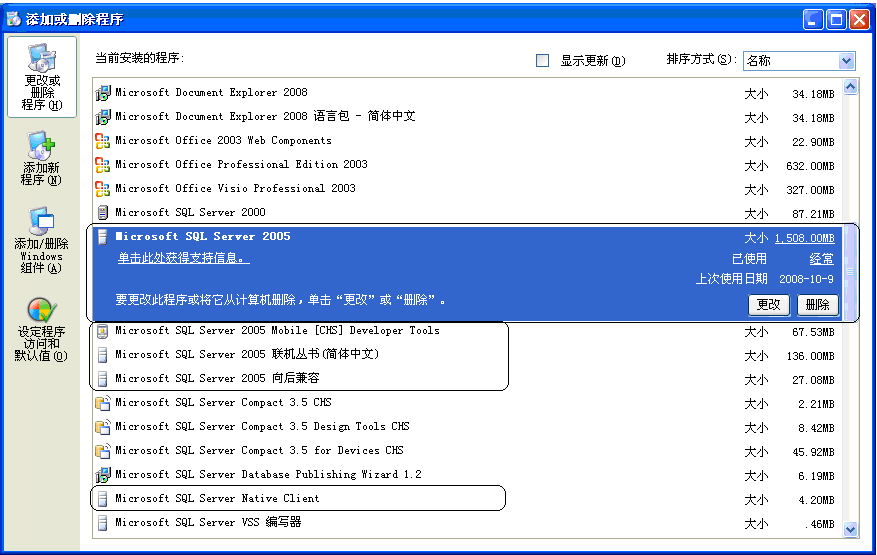 添加或删除程序
更改或
删除
程序(H)
添加新
程序(N)
添加/删除
Windows
组件(A)
设定程序
访问和
默认值(O)
当前安装的程序:
显示更新(D)
排序方式(S): 名称
Microsoft Document Explorer 2008 大小 34.18MB
Microsoft Document Explorer 2008 语言包 - 简体中文 大小 34.18MB
Microsoft Office 2003 Web Components 大小 22.90MB
Microsoft Office Professional Edition 2003 大小 632.00MB
Microsoft Office Visio Professional 2003 大小 327.00MB
Microsoft SQL Server 2000 大小 87.21MB
Microsoft SQL Server 2005 大小 1,508.00MB
单击此处获得支持信息。 已使用 经常
上次使用日期 2008-10-9
要更改此程序或将它从计算机删除,单击“更改”或“删除”。 更改 删除
Microsoft SQL Server 2005 Mobile [CHS] Developer Tools 大小 67.53MB
Microsoft SQL Server 2005 联机丛书(简体中文) 大小 136.00MB
Microsoft SQL Server 2005 向后兼容 大小 27.08MB
Microsoft SQL Server Compact 3.5 CHS 大小 2.21MB
Microsoft SQL Server Compact 3.5 Design Tools CHS 大小 8.42MB
Microsoft SQL Server Compact 3.5 for Devices CHS 大小 45.92MB
Microsoft SQL Server Database Publishing Wizard 1.2 大小 6.19MB
Microsoft SQL Server Native Client 大小 4.20MB
Microsoft SQL Server VSS 编写器 大小 .46MB